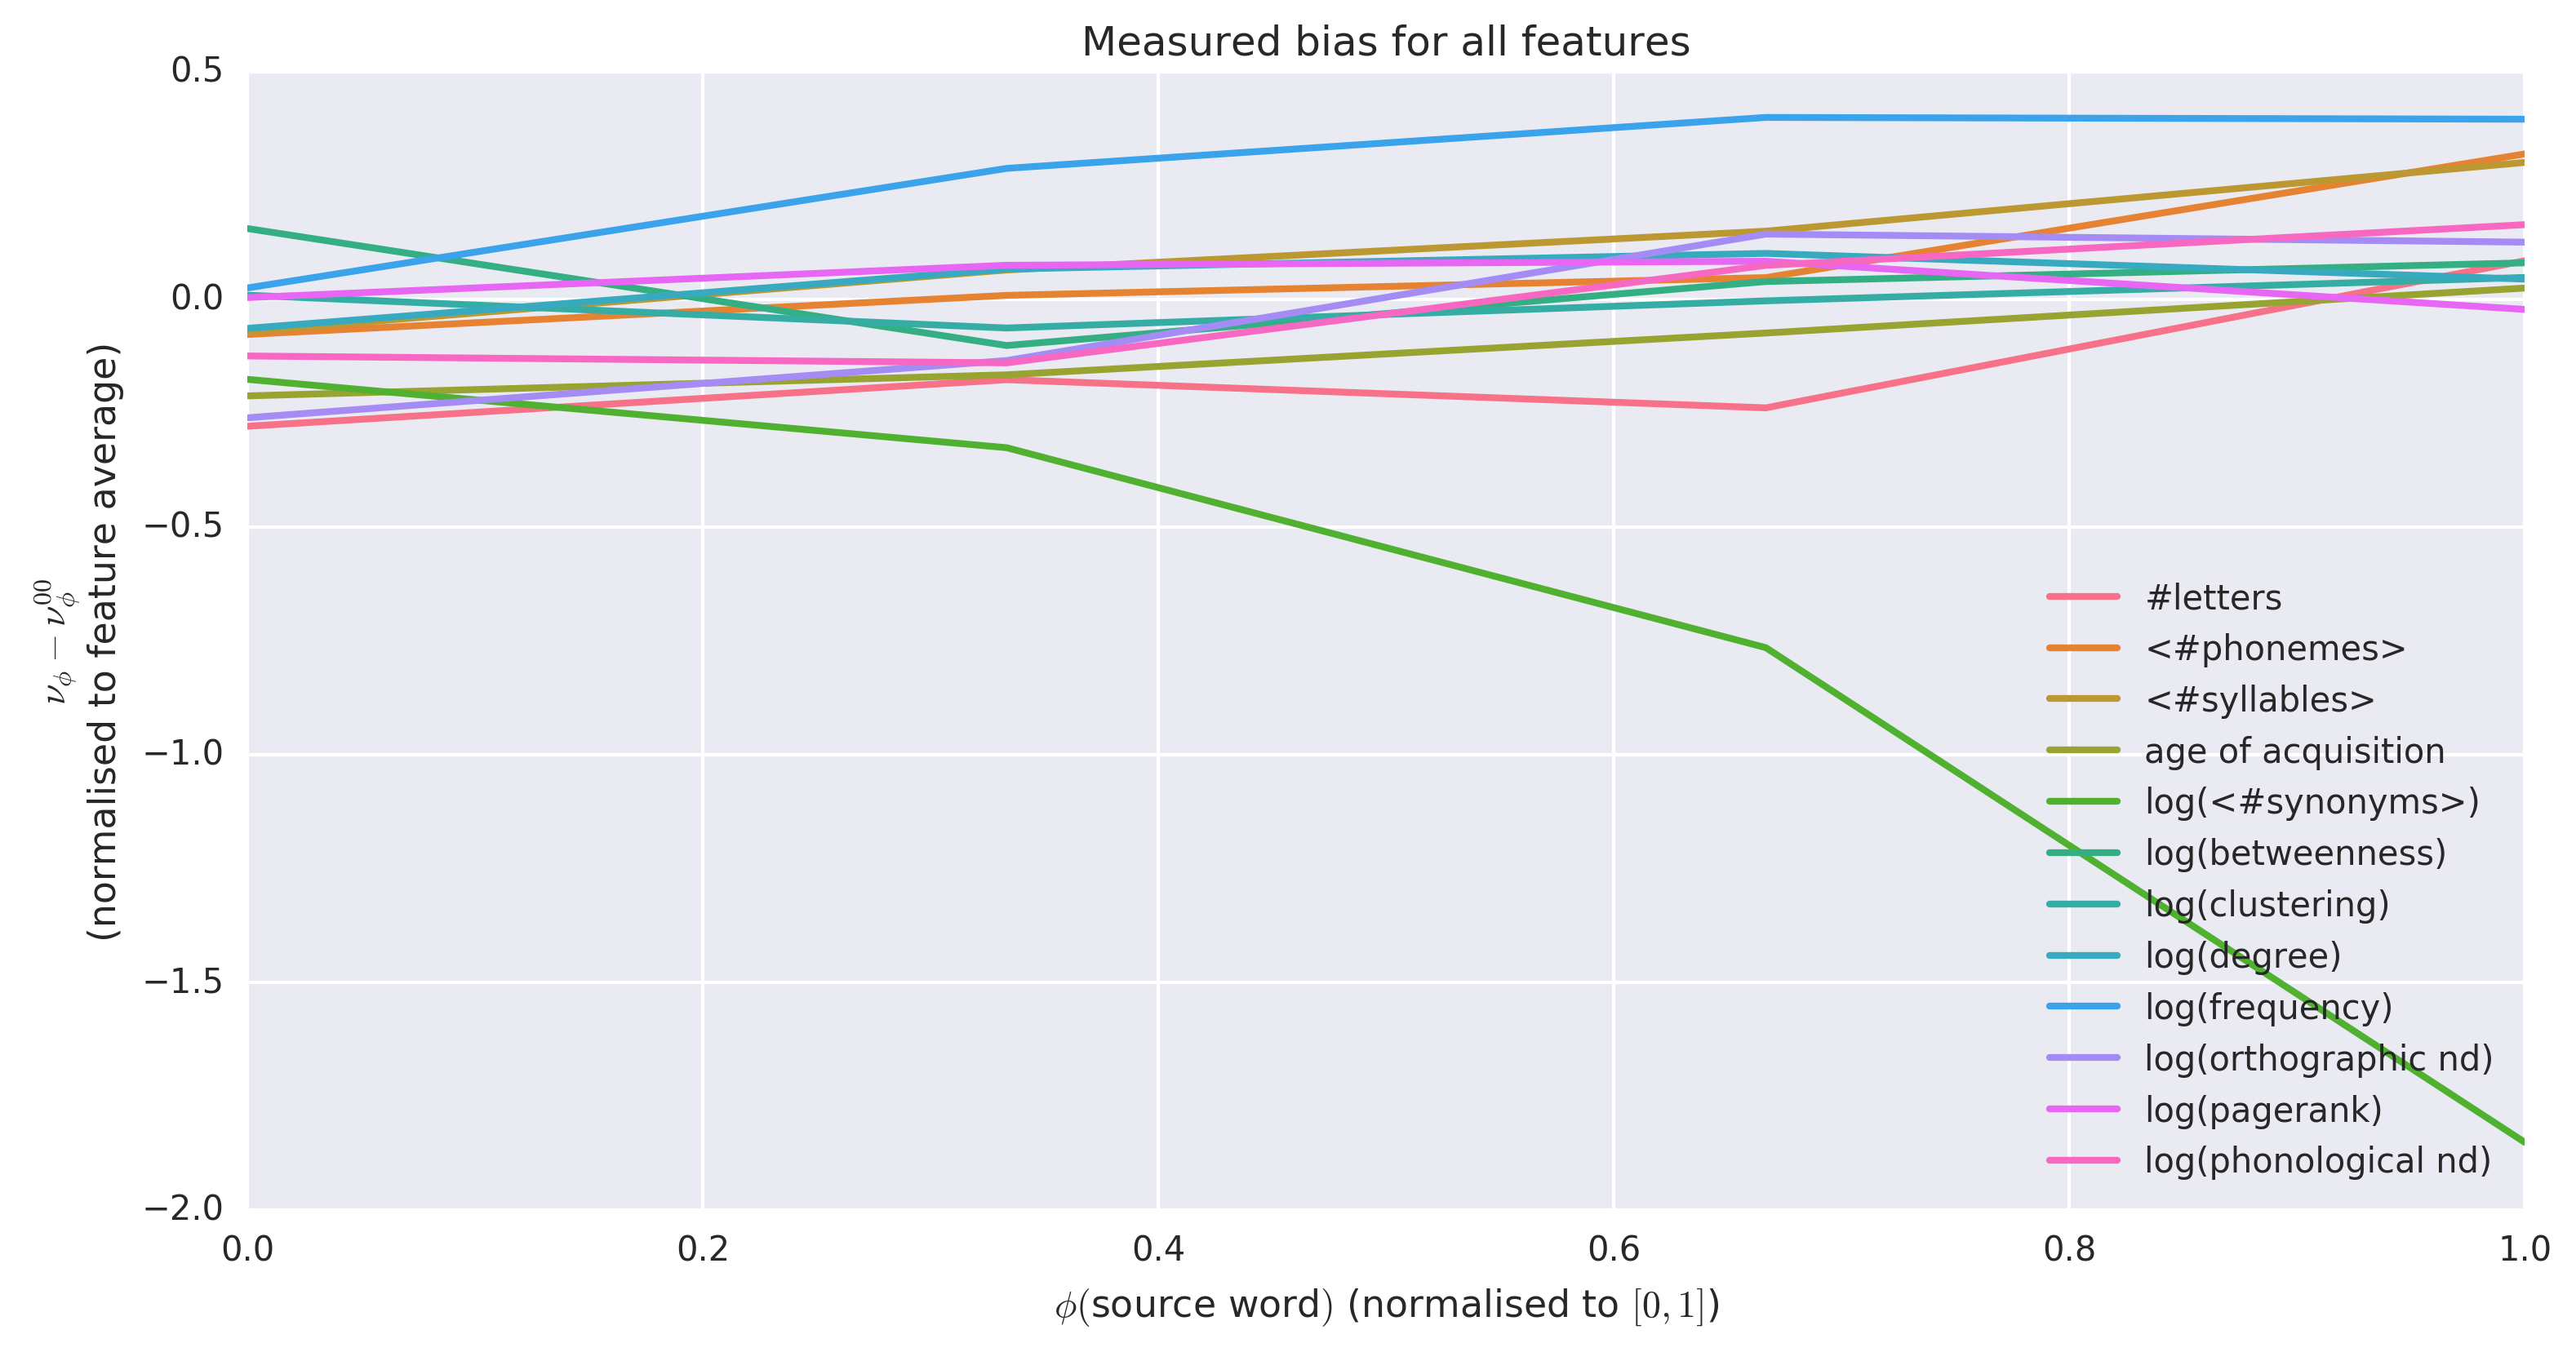 Measured bias for all features
0.5
0.0
−0.5
−1.0
−1.5
−2.0
νϕ − νϕ00
(normalised to feature average)
#letters
<#phonemes>
<#syllables>
age of acquisition
log(<#synonyms>)
log(betweenness)
log(clustering)
log(degree)
log(frequency)
log(orthographic nd)
log(pagerank)
log(phonological nd)
0.0 0.2 0.4 0.6 0.8 1.0
ϕ(source word) (normalised to [0, 1])